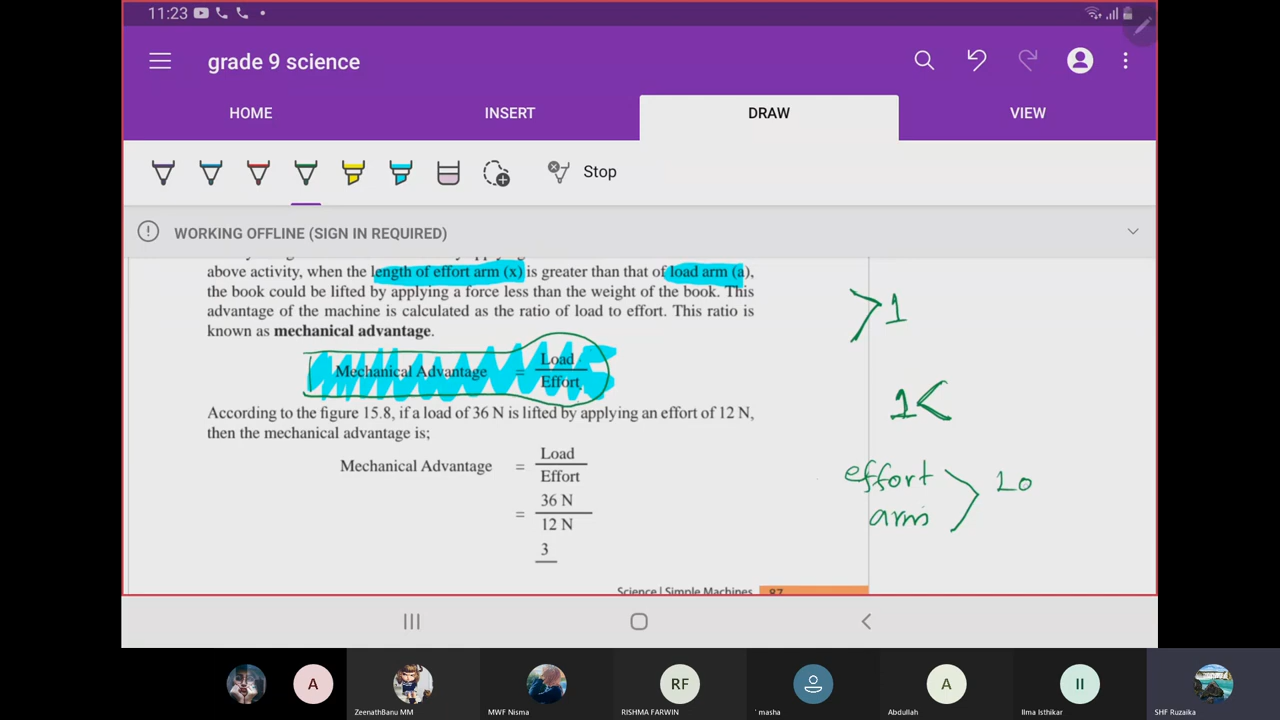 11:23
grade 9 science
HOME INSERT DRAW VIEW
Stop
WORKING OFFLINE (SIGN IN REQUIRED)
above activity, when the length of effort arm (x) is greater than that of load arm (a),
the book could be lifted by applying a force less than the weight of the book. This
advantage of the machine is calculated as the ratio of load to effort. This ratio is
known as mechanical advantage.
Mechanical Advantage = Load
Effort
According to the figure 15.8, if a load of 36 N is lifted by applying an effort of 12 N,
then the mechanical advantage is;
Mechanical Advantage = Load
Effort
= 36 N
12 N
3
Science | Simple Machines 87
>1
1<
effort > Lo
arm
A RF A II
ZeenathBanu MM MWF Nisma RISHMA FARWIN ' masha Abdullah Ilma Isthikar SHF Ruzaika